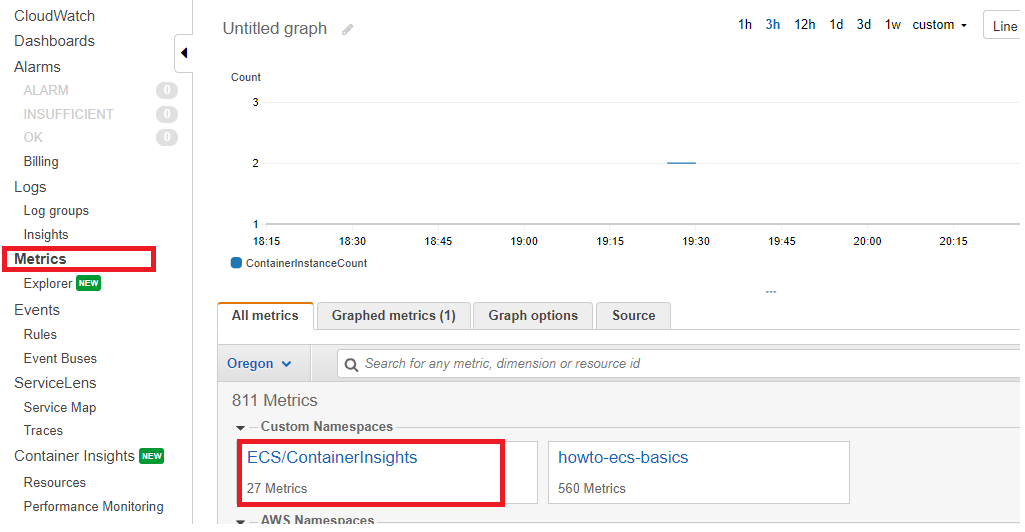 CloudWatch
Dashboards
Alarms
ALARM 0
INSUFFICIENT 0
OK 0
Billing
Logs
Log groups
Insights
Metrics
Explorer NEW
Events
Rules
Event Buses
ServiceLens
Service Map
Traces
Container Insights NEW
Resources
Performance Monitoring
Untitled graph
1h 3h 12h 1d 3d 1w custom
Line
Count
3
2
1
18:15 18:30 18:45 19:00 19:15 19:30 19:45 20:00 20:15
ContainerInstanceCount
All metrics Graphed metrics (1) Graph options Source
Oregon Search for any metric, dimension or resource id
811 Metrics
Custom Namespaces
ECS/ContainerInsights
27 Metrics
howto-ecs-basics
560 Metrics
AWS Namespaces